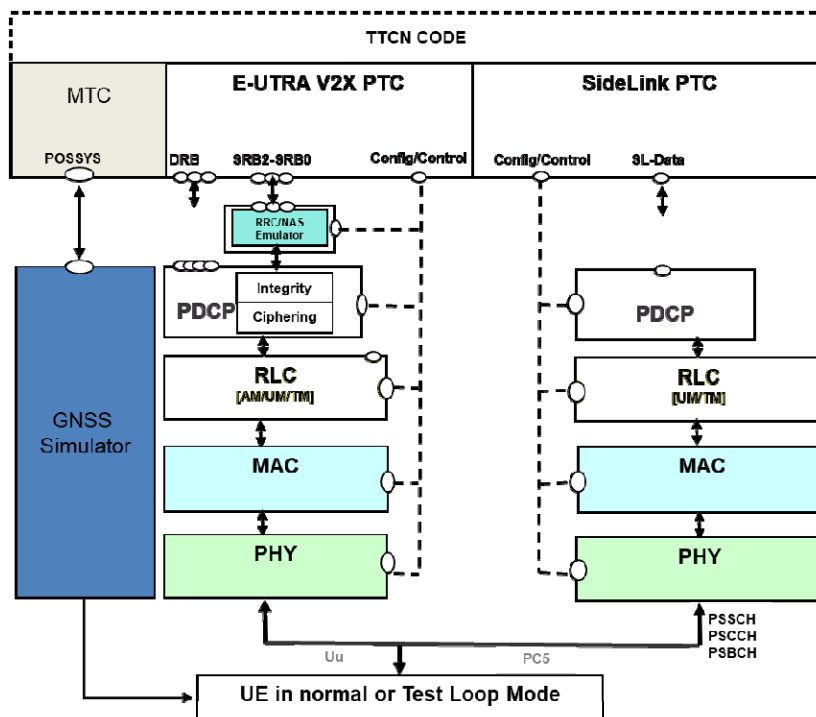 TTCN CODE
MTC
E-UTRA V2X PTC
SideLink PTC
POSSYS
DRB
SRB2-SRB0
Config/Control
Config/Control
SL-Data
RRC/NAS
Emulator
Integrity
Ciphering
PDCP
PDCP
RLC
[AM/UM/TM]
RLC
[UM/TM]
GNSS
Simulator
MAC
MAC
PHY
PHY
PSSCH
PSCCH
PSBCH
Uu
PC5
UE in normal or Test Loop Mode